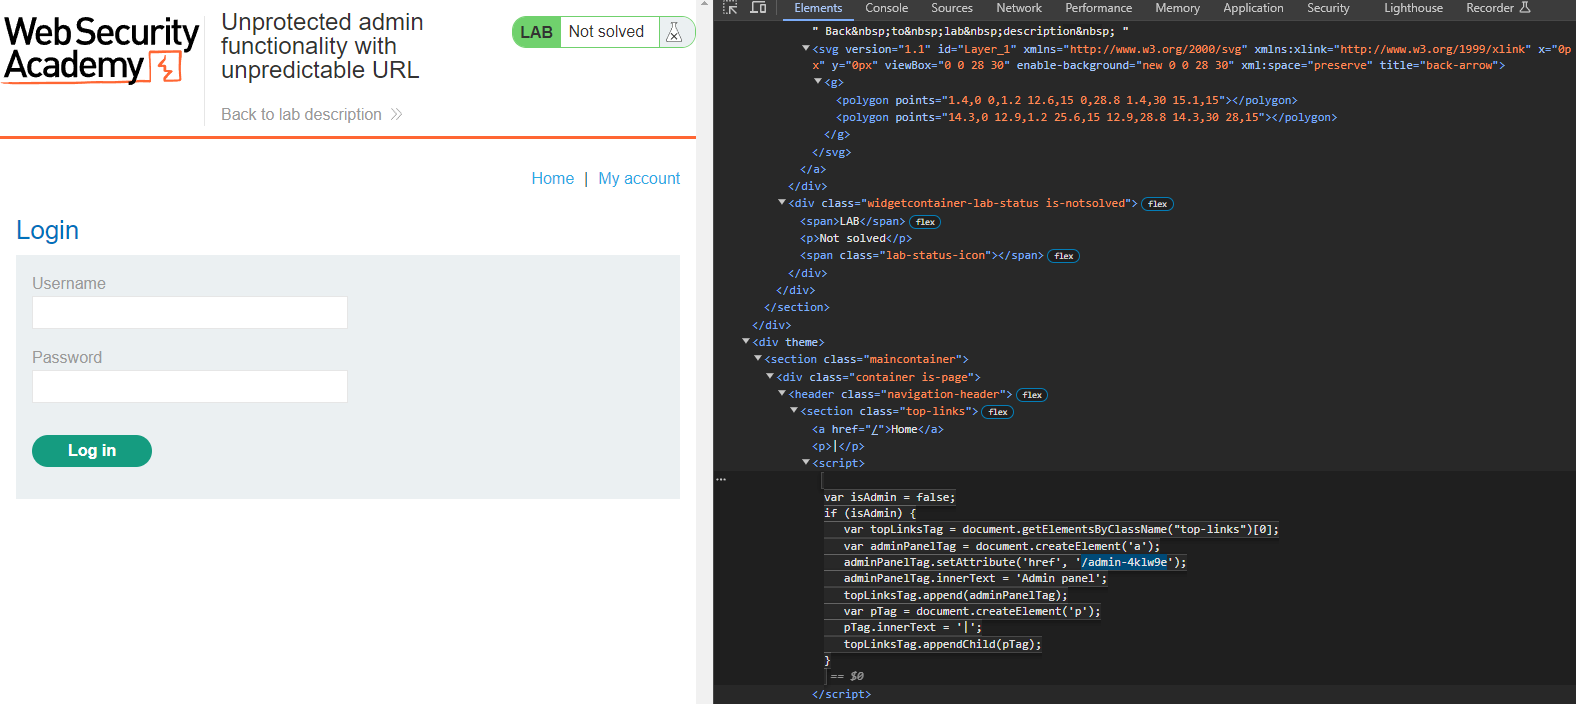 Web Security
Academy
Unprotected admin
functionality with
unpredictable URL
Back to lab description
LAB Not solved
Home | My account
Login
Username
Password
Log in
Elements Console Sources Network Performance Memory Application Security Lighthouse Recorder
" Back&nbsp;to&nbsp;lab&nbsp;description&nbsp; "
<svg version="1.1" id="Layer_1" xmlns="http://www.w3.org/2000/svg" xmlns:xlink="http://www.w3.org/1999/xlink" x="0p
x" y="0px" viewBox="0 0 28 30" enable-background="new 0 0 28 30" xml:space="preserve" title="back-arrow">
<g>
<polygon points="1.4,0 0,1.2 12.6,15 0,28.8 1.4,30 15.1,15"></polygon>
<polygon points="14.3,0 12.9,1.2 25.6,15 12.9,28.8 14.3,30 28,15"></polygon>
</g>
</svg>
</a>
</div>
<div class="widgetcontainer-lab-status is-notsolved"> flex
<span>LAB</span> flex
<p>Not solved</p>
<span class="lab-status-icon"></span> flex
</div>
</div>
</section>
</div>
<div theme>
<section class="maincontainer">
<div class="container is-page">
<header class="navigation-header"> flex
<section class="top-links"> flex
<a href="/">Home</a>
<p>|</p>
<script>
...
var isAdmin = false;
if (isAdmin) {
var topLinksTag = document.getElementsByClassName("top-links")[0];
var adminPanelTag = document.createElement('a');
adminPanelTag.setAttribute('href', '/admin-4klw9e');
adminPanelTag.innerText = 'Admin panel';
topLinksTag.append(adminPanelTag);
var pTag = document.createElement('p');
pTag.innerText = '|';
topLinksTag.appendChild(pTag);
}
== $0
</script>